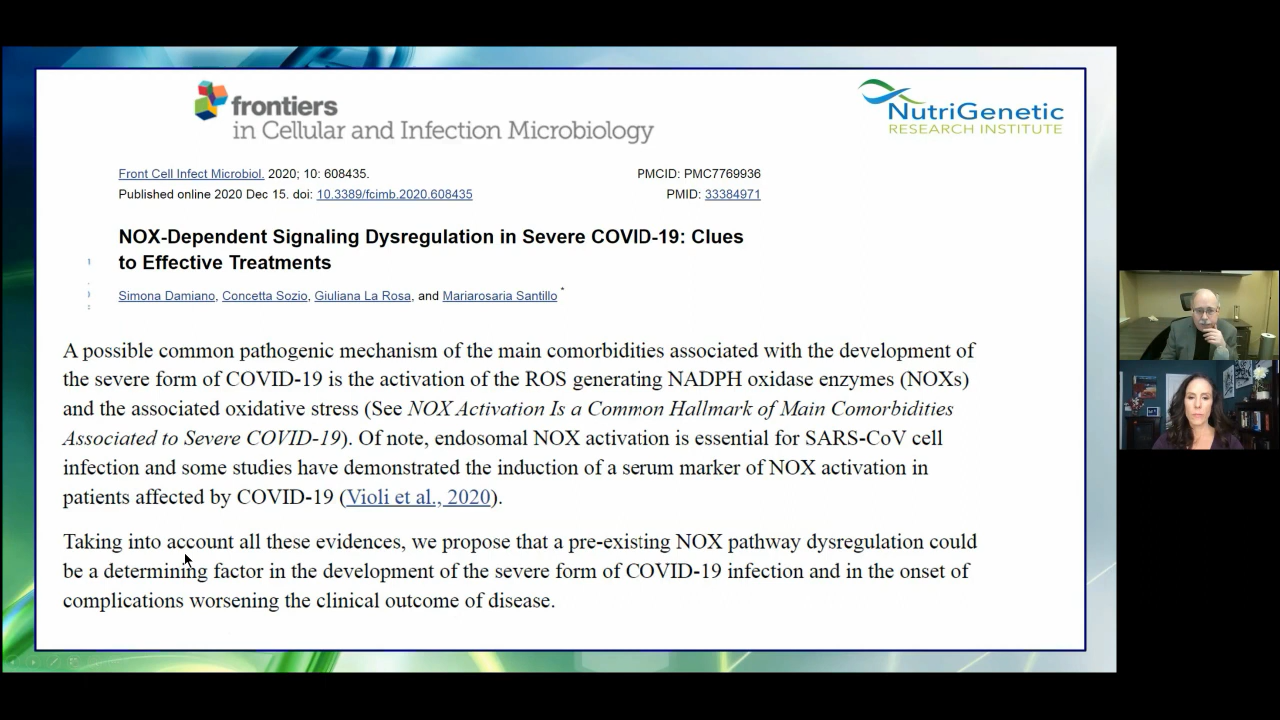 frontiers
in Cellular and Infection Microbiology
NutriGenetic
RESEARCH INSTITUTE
Front Cell Infect Microbiol. 2020; 10: 608435.
PMCID: PMC7769936
Published online 2020 Dec 15. doi: 10.3389/fcimb.2020.608435
PMID: 33384971
NOX-Dependent Signaling Dysregulation in Severe COVID-19: Clues
to Effective Treatments
Simona Damiano, Concetta Sozio, Giuliana La Rosa, and Mariarosaria Santillo *
A possible common pathogenic mechanism of the main comorbidities associated with the development of
the severe form of COVID-19 is the activation of the ROS generating NADPH oxidase enzymes (NOXs)
and the associated oxidative stress (See NOX Activation Is a Common Hallmark of Main Comorbidities
Associated to Severe COVID-19). Of note, endosomal NOX activation is essential for SARS-CoV cell
infection and some studies have demonstrated the induction of a serum marker of NOX activation in
patients affected by COVID-19 (Violi et al., 2020).
Taking into account all these evidences, we propose that a pre-existing NOX pathway dysregulation could
be a determining factor in the development of the severe form of COVID-19 infection and in the onset of
complications worsening the clinical outcome of disease.